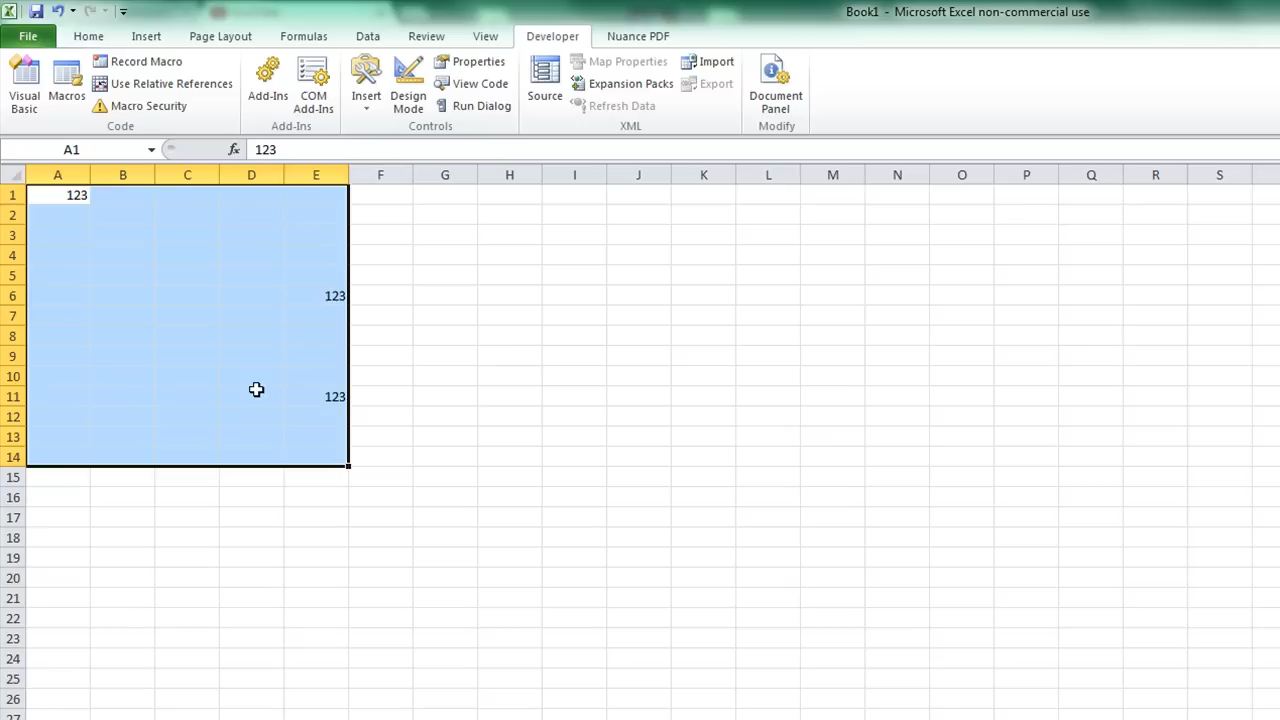 Book1 - Microsoft Excel non-commercial use
File Home Insert Page Layout Formulas Data Review View Developer Nuance PDF
Visual Basic
Macros
Record Macro
Use Relative References
Macro Security
Code
Add-Ins
COM Add-Ins
Add-Ins
Insert
Design Mode
Properties
View Code
Run Dialog
Controls
Source
Map Properties
Expansion Packs
Refresh Data
Import
Export
XML
Document Panel
Modify
A1 fx 123
A B C D E F G H I J K L M N O P Q R S
1 123
2
3
4
5
6 123
7
8
9
10
11 123
12
13
14
15
16
17
18
19
20
21
22
23
24
25
26
27